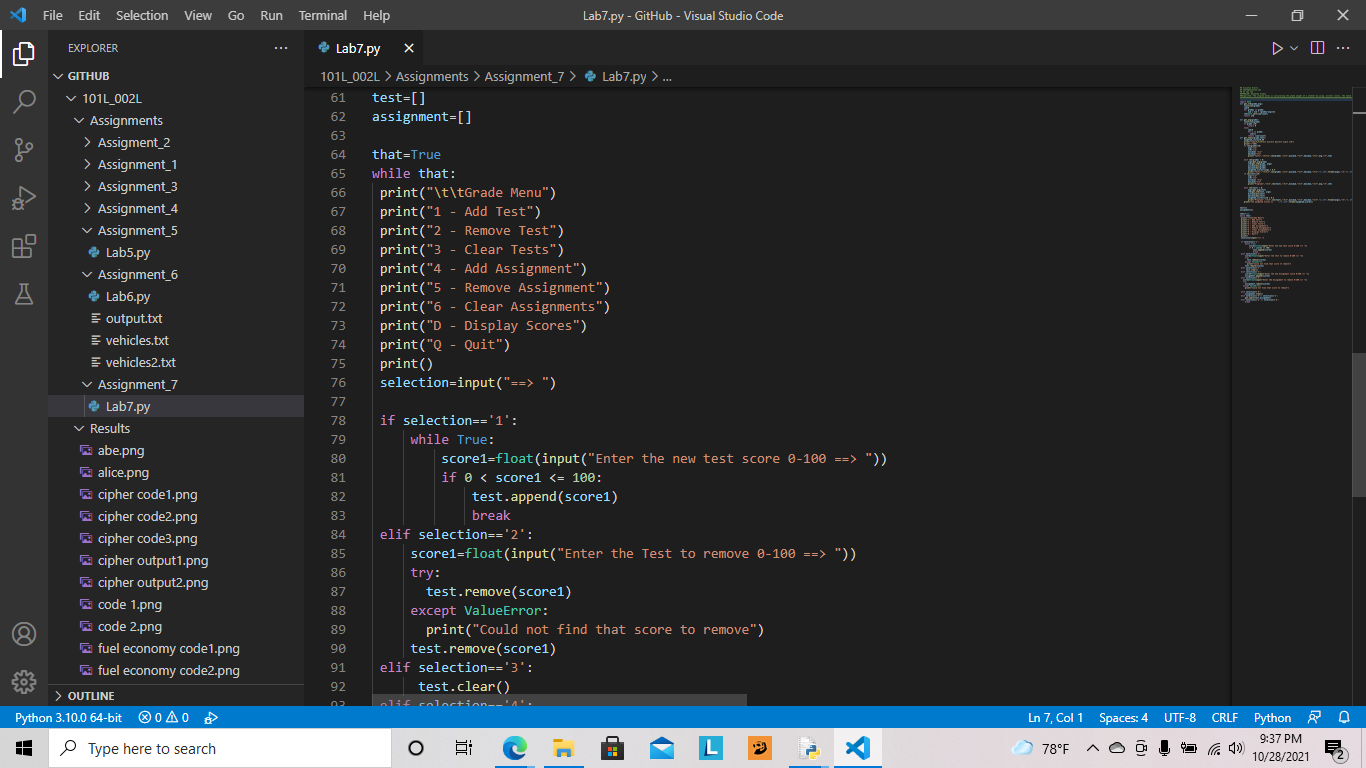 File Edit Selection View Go Run Terminal Help Lab7.py - GitHub - Visual Studio Code
EXPLORER
GITHUB
101L_002L
Assignments
Assigment_2
Assignment_1
Assignment_3
Assignment_4
Assignment_5
Lab5.py
Assignment_6
Lab6.py
output.txt
vehicles.txt
vehicles2.txt
Assignment_7
Lab7.py
Results
abe.png
alice.png
cipher code1.png
cipher code2.png
cipher code3.png
cipher output1.png
cipher output2.png
code 1.png
code 2.png
fuel economy code1.png
fuel economy code2.png
OUTLINE
Lab7.py
101L_002L > Assignments > Assignment_7 > Lab7.py > ...
61 test=[]
62 assignment=[]
63
64 that=True
65 while that:
66 print("\t\tGrade Menu")
67 print("1 - Add Test")
68 print("2 - Remove Test")
69 print("3 - Clear Tests")
70 print("4 - Add Assignment")
71 print("5 - Remove Assignment")
72 print("6 - Clear Assignments")
73 print("D - Display Scores")
74 print("Q - Quit")
75 print()
76 selection=input("==> ")
77
78 if selection=='1':
79 while True:
80 score1=float(input("Enter the new test score 0-100 ==> "))
81 if 0 < score1 <= 100:
82 test.append(score1)
83 break
84 elif selection=='2':
85 score1=float(input("Enter the Test to remove 0-100 ==> "))
86 try:
87 test.remove(score1)
88 except ValueError:
89 print("Could not find that score to remove")
90 test.remove(score1)
91 elif selection=='3':
92 test.clear()
93 elif selection=='4':
Python 3.10.0 64-bit 0 0 Ln 7, Col 1 Spaces: 4 UTF-8 CRLF Python
Type here to search
L
78°F
9:37 PM
10/28/2021
2